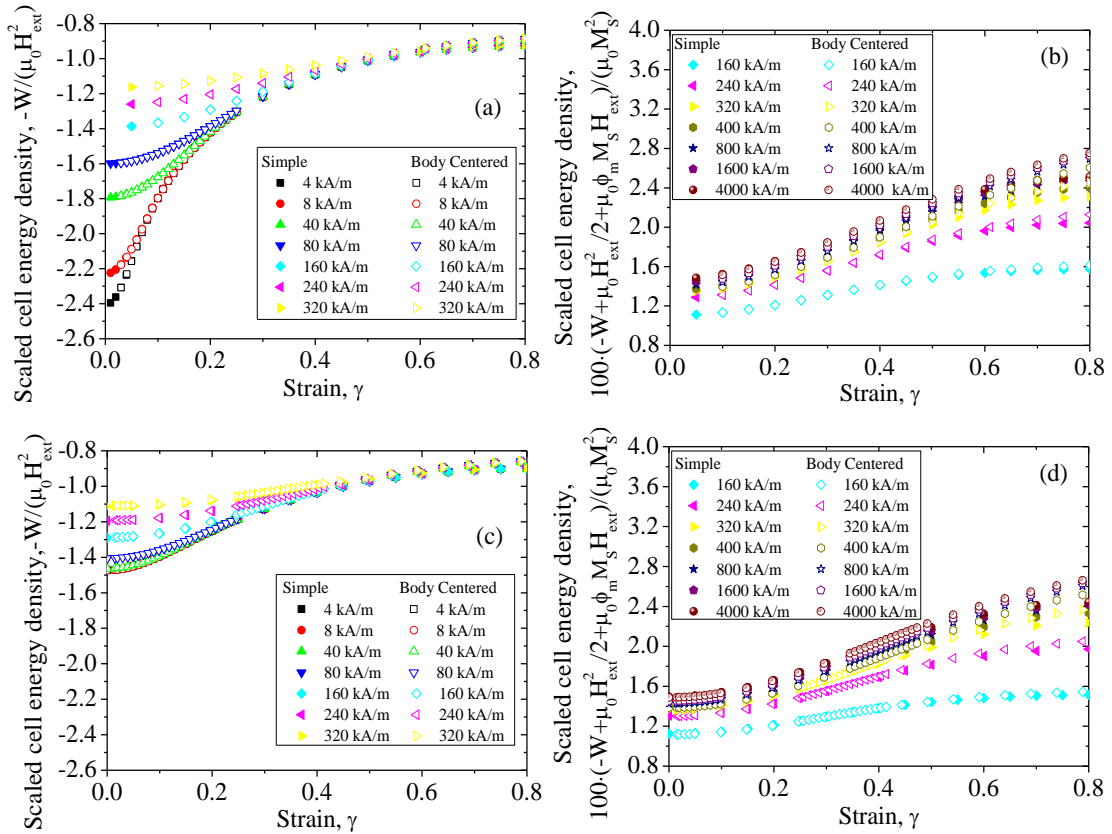 Scaled cell energy density, -W/(μ₀H²ext)
-0.8
-1.0
-1.2
-1.4
-1.6
-1.8
-2.0
-2.2
-2.4
-2.6
0.0 0.2 0.4 0.6 0.8
Strain, γ
(a)
Simple Body Centered
4 kA/m 4 kA/m
8 kA/m 8 kA/m
40 kA/m 40 kA/m
80 kA/m 80 kA/m
160 kA/m 160 kA/m
240 kA/m 240 kA/m
320 kA/m 320 kA/m
Scaled cell energy density,
100·(-W+μ₀H²ext/2+μ₀ϕmMSHext)/(μ₀M²S)
4.0
3.6
3.2
2.8
2.4
2.0
1.6
1.2
0.8
0.0 0.2 0.4 0.6 0.8
Strain, γ
(b)
Simple Body Centered
160 kA/m 160 kA/m
240 kA/m 240 kA/m
320 kA/m 320 kA/m
400 kA/m 400 kA/m
800 kA/m 800 kA/m
1600 kA/m 1600 kA/m
4000 kA/m 4000 kA/m
Scaled cell energy density,-W/(μ₀H²ext)
-0.8
-1.0
-1.2
-1.4
-1.6
-1.8
-2.0
-2.2
-2.4
-2.6
0.0 0.2 0.4 0.6 0.8
Strain, γ
(c)
Simple Body Centered
4 kA/m 4 kA/m
8 kA/m 8 kA/m
40 kA/m 40 kA/m
80 kA/m 80 kA/m
160 kA/m 160 kA/m
240 kA/m 240 kA/m
320 kA/m 320 kA/m
Scaled cell energy density,
100·(-W+μ₀H²ext/2+μ₀ϕmMSHext)/(μ₀M²S)
4.0
3.6
3.2
2.8
2.4
2.0
1.6
1.2
0.8
0.0 0.2 0.4 0.6 0.8
Strain, γ
(d)
Simple Body Centered
160 kA/m 160 kA/m
240 kA/m 240 kA/m
320 kA/m 320 kA/m
400 kA/m 400 kA/m
800 kA/m 800 kA/m
1600 kA/m 1600 kA/m
4000 kA/m 4000 kA/m